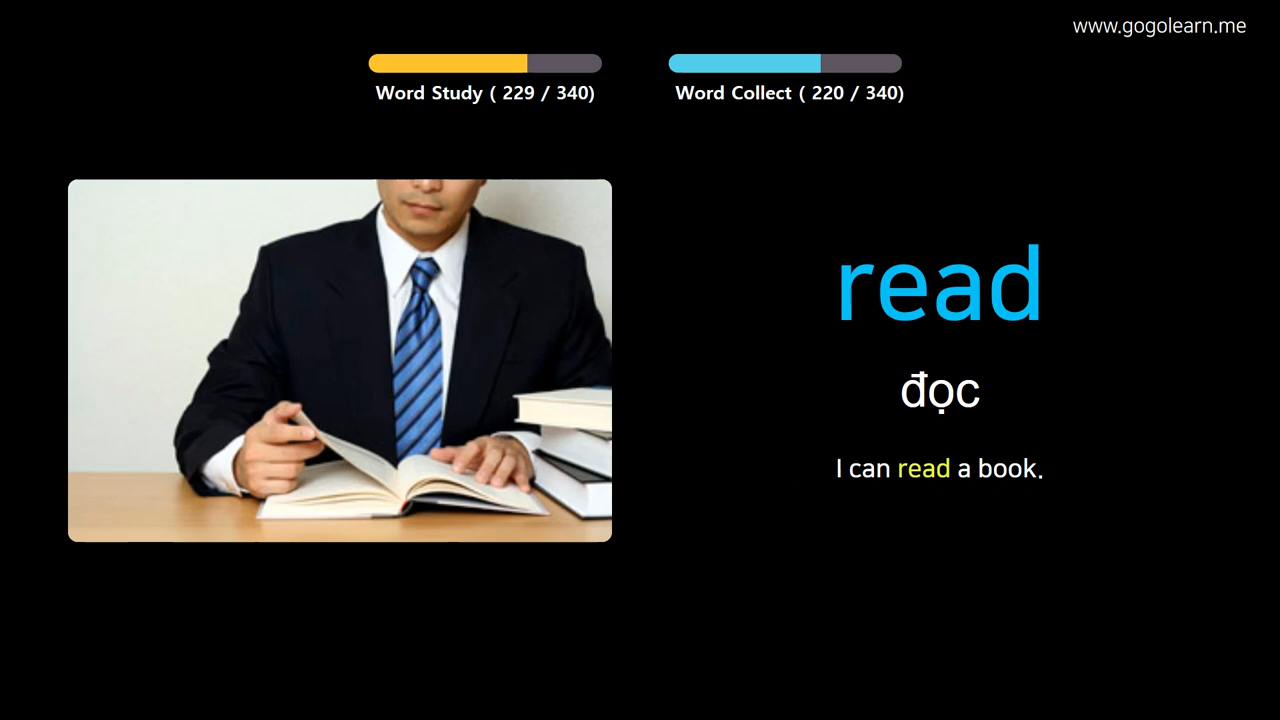 www.gogolearn.me
Word Study ( 229 / 340)
Word Collect ( 220 / 340)
read
đọc
I can read a book.